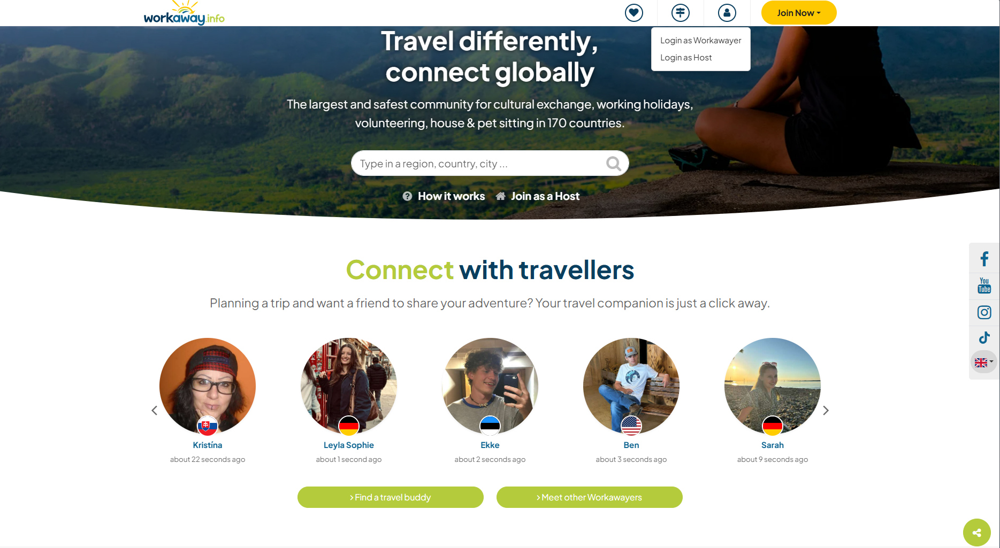 workaway.info
Join Now
Login as Workawayer
Login as Host
Travel differently,
connect globally
The largest and safest community for cultural exchange, working holidays,
volunteering, house & pet sitting in 170 countries.
Type in a region, country, city ...
How it works
Join as a Host
Connect with travellers
Planning a trip and want a friend to share your adventure? Your travel companion is just a click away.
Kristína
about 22 seconds ago
Leyla Sophie
about 1 second ago
Ekke
about 2 seconds ago
Ben
about 3 seconds ago
Sarah
about 9 seconds ago
Find a travel buddy
Meet other Workawayers
You
Tube